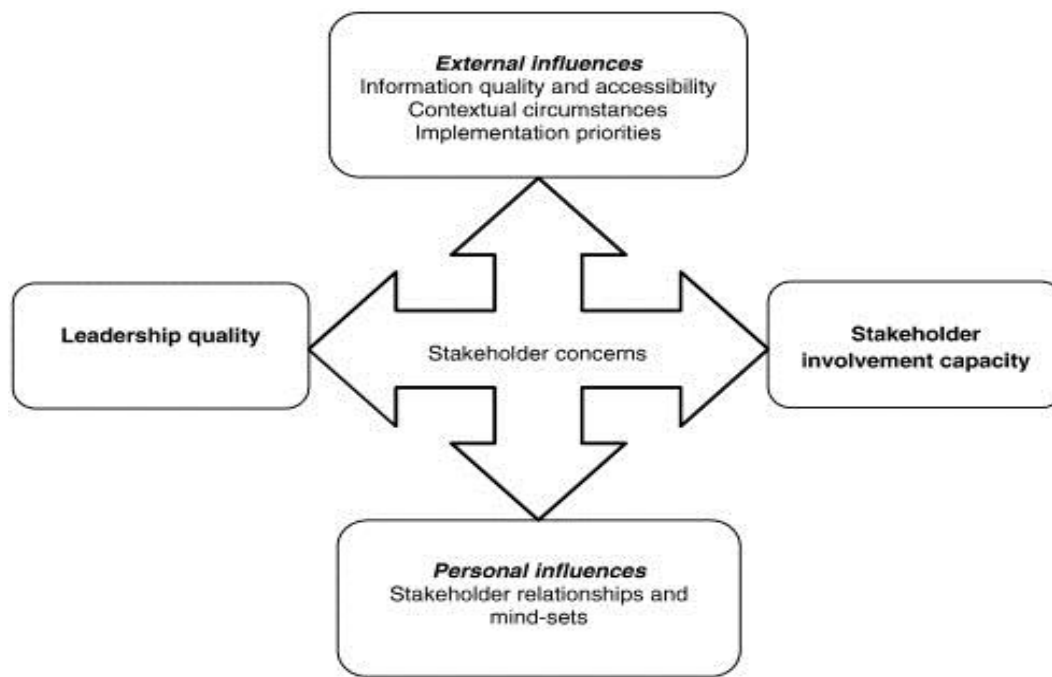 External influences
Information quality and accessibility
Contextual circumstances
Implementation priorities
Leadership quality
Stakeholder concerns
Stakeholder
involvement capacity
Personal influences
Stakeholder relationships and
mind-sets